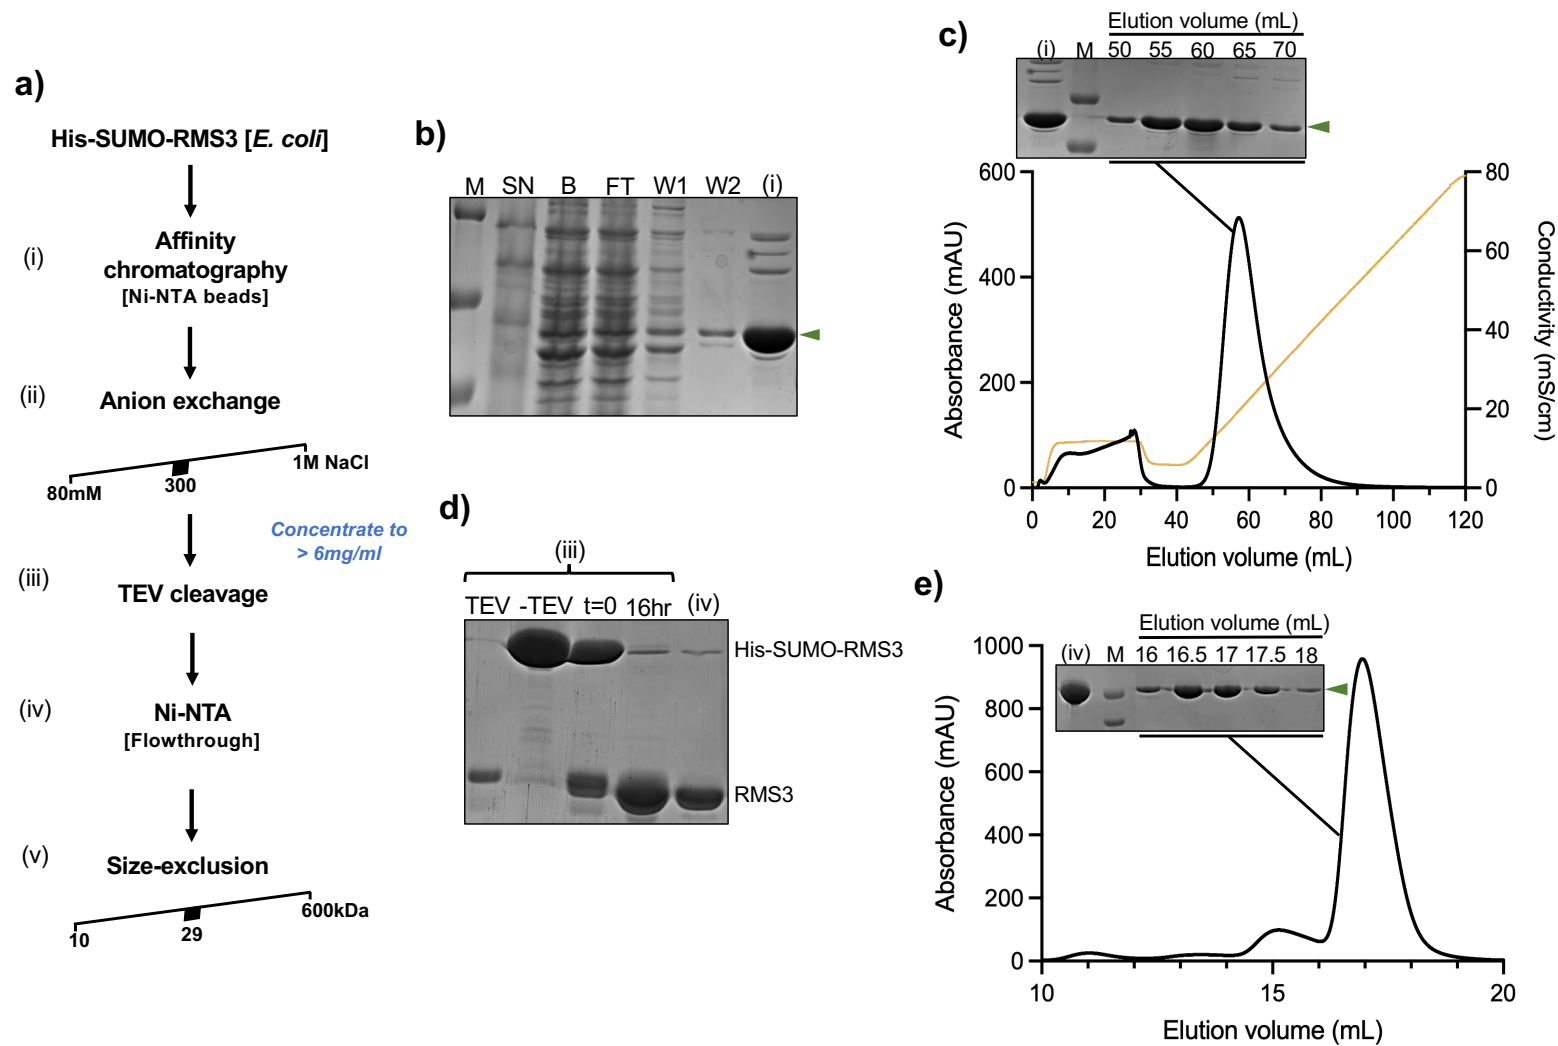 a)
His-SUMO-RMS3 [E. coli]
(i)
Affinity
chromatography
[Ni-NTA beads]
(ii)
Anion exchange
80mM
300
1M NaCl
Concentrate to
> 6mg/ml
(iii)
TEV cleavage
(iv)
Ni-NTA
[Flowthrough]
(v)
Size-exclusion
10
29
600kDa
b)
M SN B FT W1 W2 (i)
c)
Elution volume (mL)
(i) M 50 55 60 65 70
600
400
200
0
Absorbance (mAU)
80
60
40
20
0
Conductivity (mS/cm)
0 20 40 60 80 100 120
Elution volume (mL)
d)
(iii)
TEV -TEV t=0 16hr (iv)
His-SUMO-RMS3
RMS3
e)
Elution volume (mL)
(iv) M 16 16.5 17 17.5 18
1000
800
600
400
200
0
Absorbance (mAU)
10 15 20
Elution volume (mL)